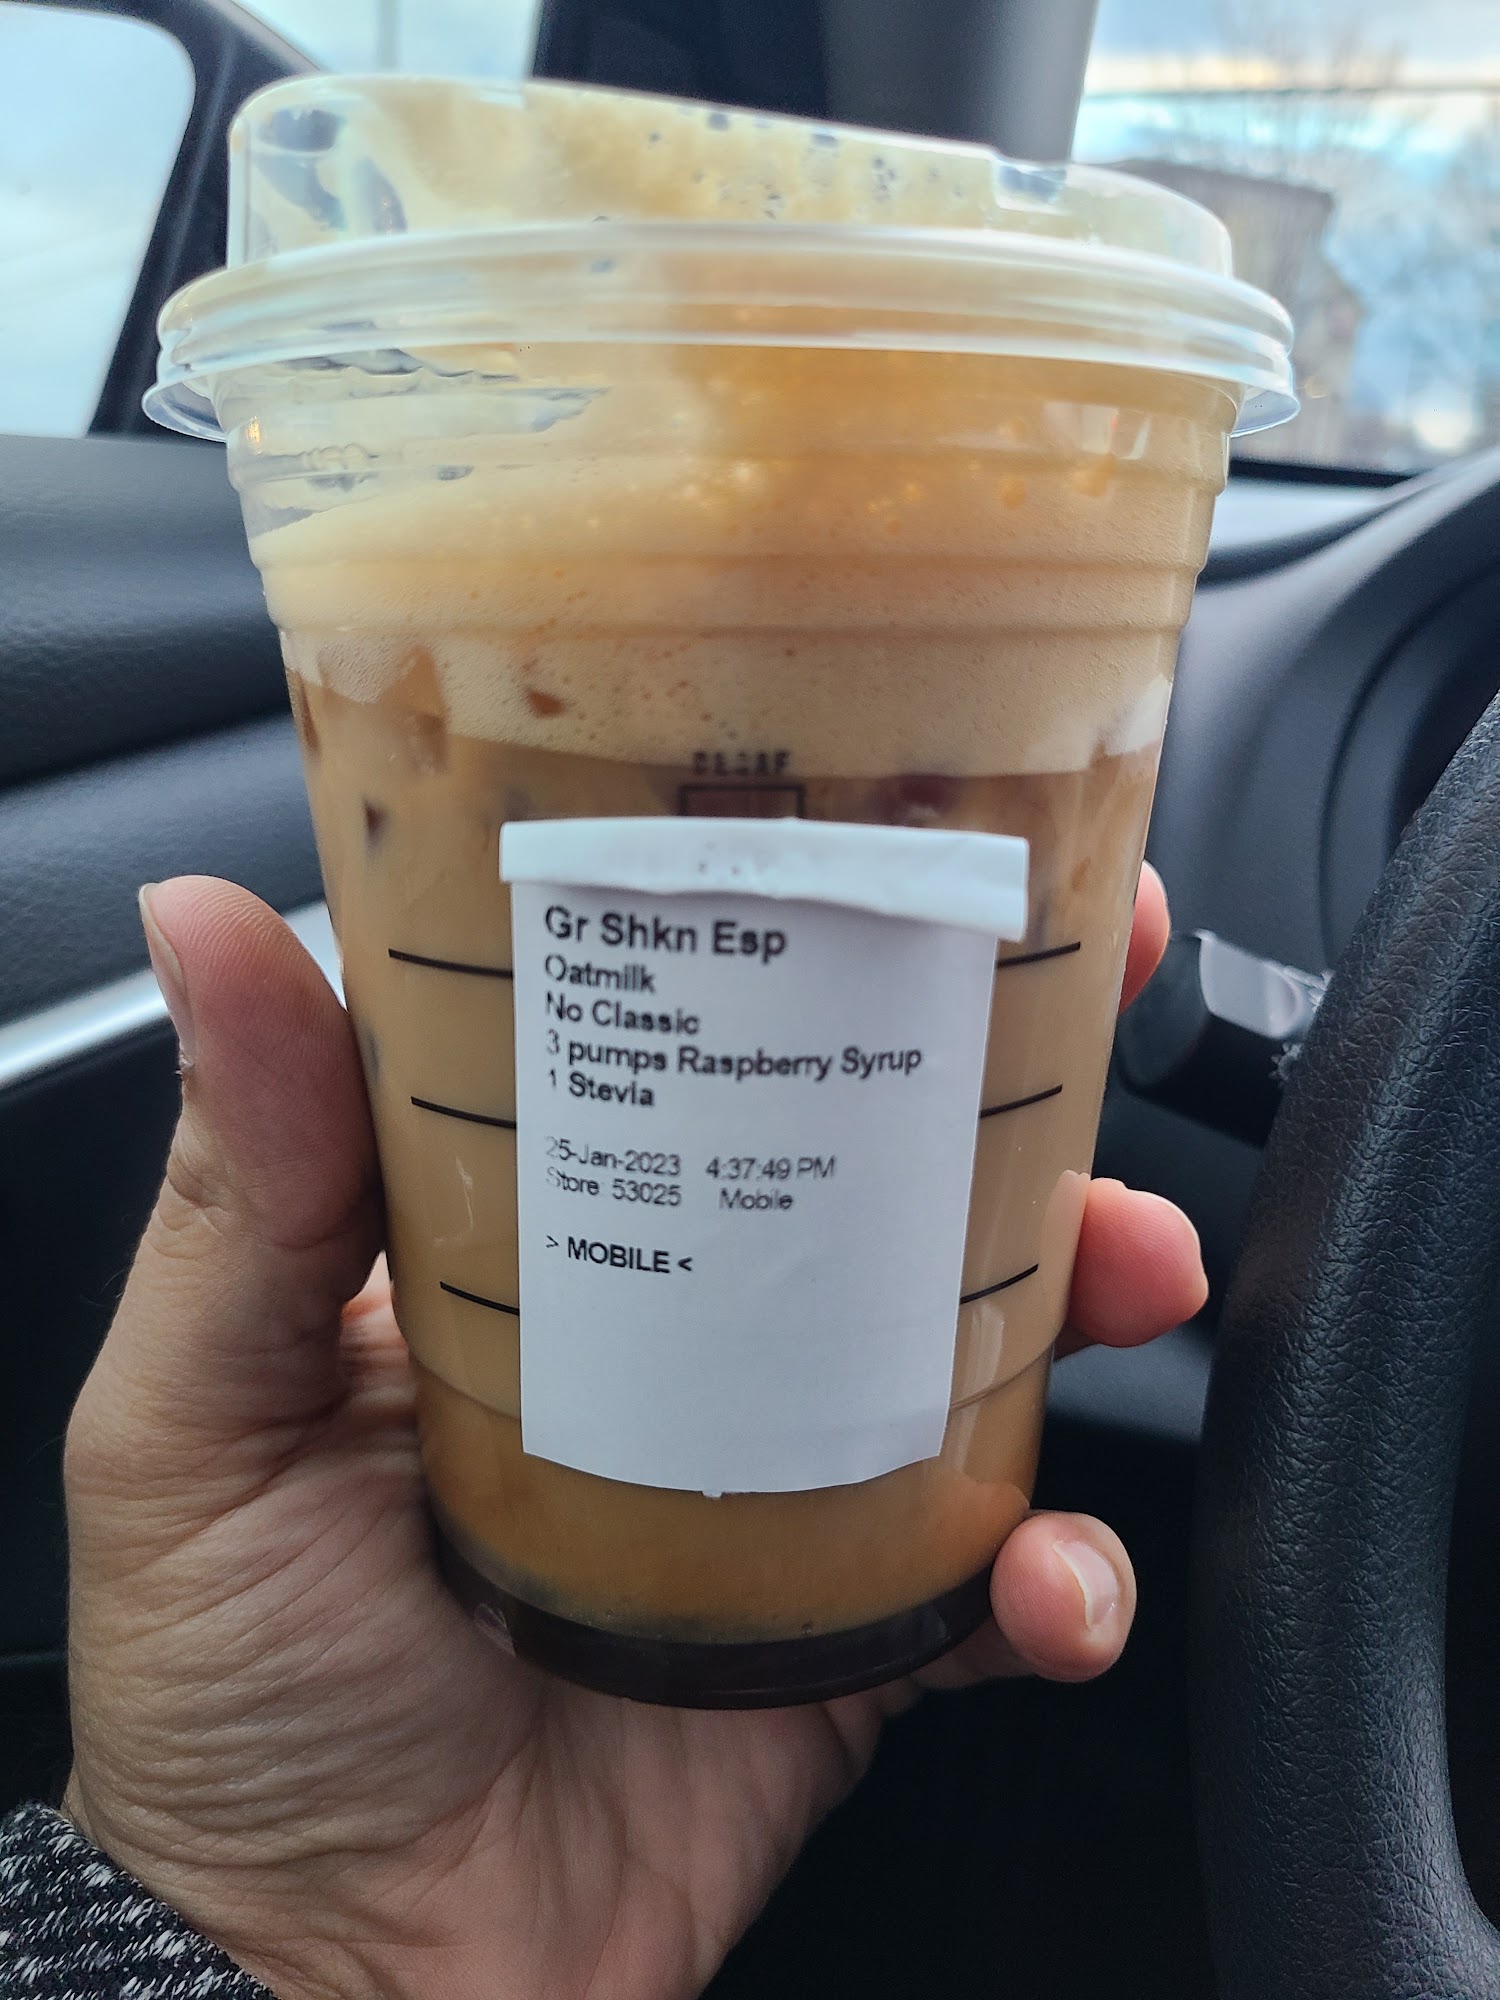 DECAF
Gr Shkn Esp
Oatmilk
No Classic
3 pumps Raspberry Syrup
1 Stevia
25-Jan-2023 4:37:49 PM
Store: 53025 Mobile
> MOBILE <